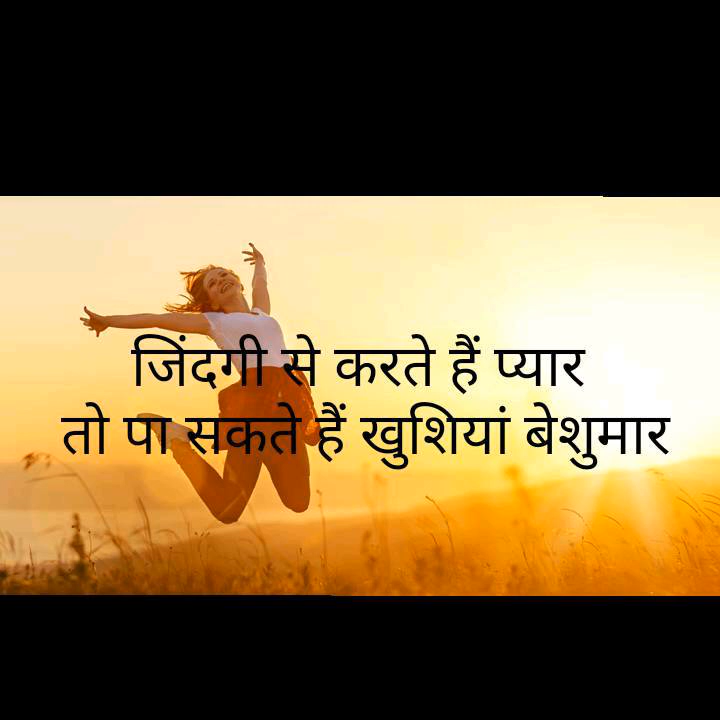 जिंदगी से करते हैं प्यार
तो पा सकते हैं खुशियां बेशुमार